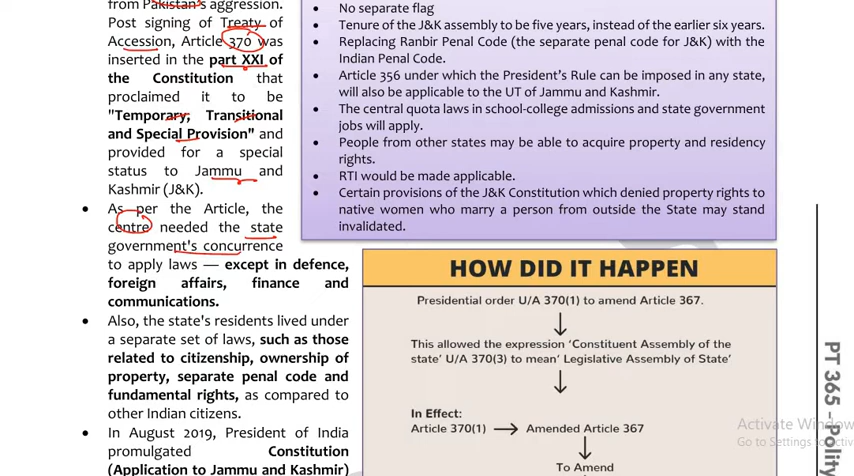 from Pakistan's aggression.
Post signing of Treaty of
Accession, Article 370 was
inserted in the part XXI of
the Constitution that
proclaimed it to be
"Temporary, Transitional
and Special Provision" and
provided for a special
status to Jammu and
Kashmir (J&K).
• As per the Article, the
centre needed the state
government's concurrence
to apply laws — except in defence,
foreign affairs, finance and
communications.
• Also, the state's residents lived under
a separate set of laws, such as those
related to citizenship, ownership of
property, separate penal code and
fundamental rights, as compared to
other Indian citizens.
• In August 2019, President of India
promulgated Constitution
(Application to Jammu and Kashmir)
• No separate flag
• Tenure of the J&K assembly to be five years, instead of the earlier six years.
• Replacing Ranbir Penal Code (the separate penal code for J&K) with the
Indian Penal Code.
• Article 356 under which the President's Rule can be imposed in any state,
will also be applicable to the UT of Jammu and Kashmir.
• The central quota laws in school-college admissions and state government
jobs will apply.
• People from other states may be able to acquire property and residency
rights.
• RTI would be made applicable.
• Certain provisions of the J&K Constitution which denied property rights to
native women who marry a person from outside the State may stand
invalidated.
HOW DID IT HAPPEN
Presidential order U/A 370(1) to amend Article 367.
This allowed the expression 'Constituent Assembly of the
state' U/A 370(3) to mean 'Legislative Assembly of State'
In Effect:
Article 370(1) → Amended Article 367
To Amend
PT 365 - Polity
Activate Window
Go to Settings to activ